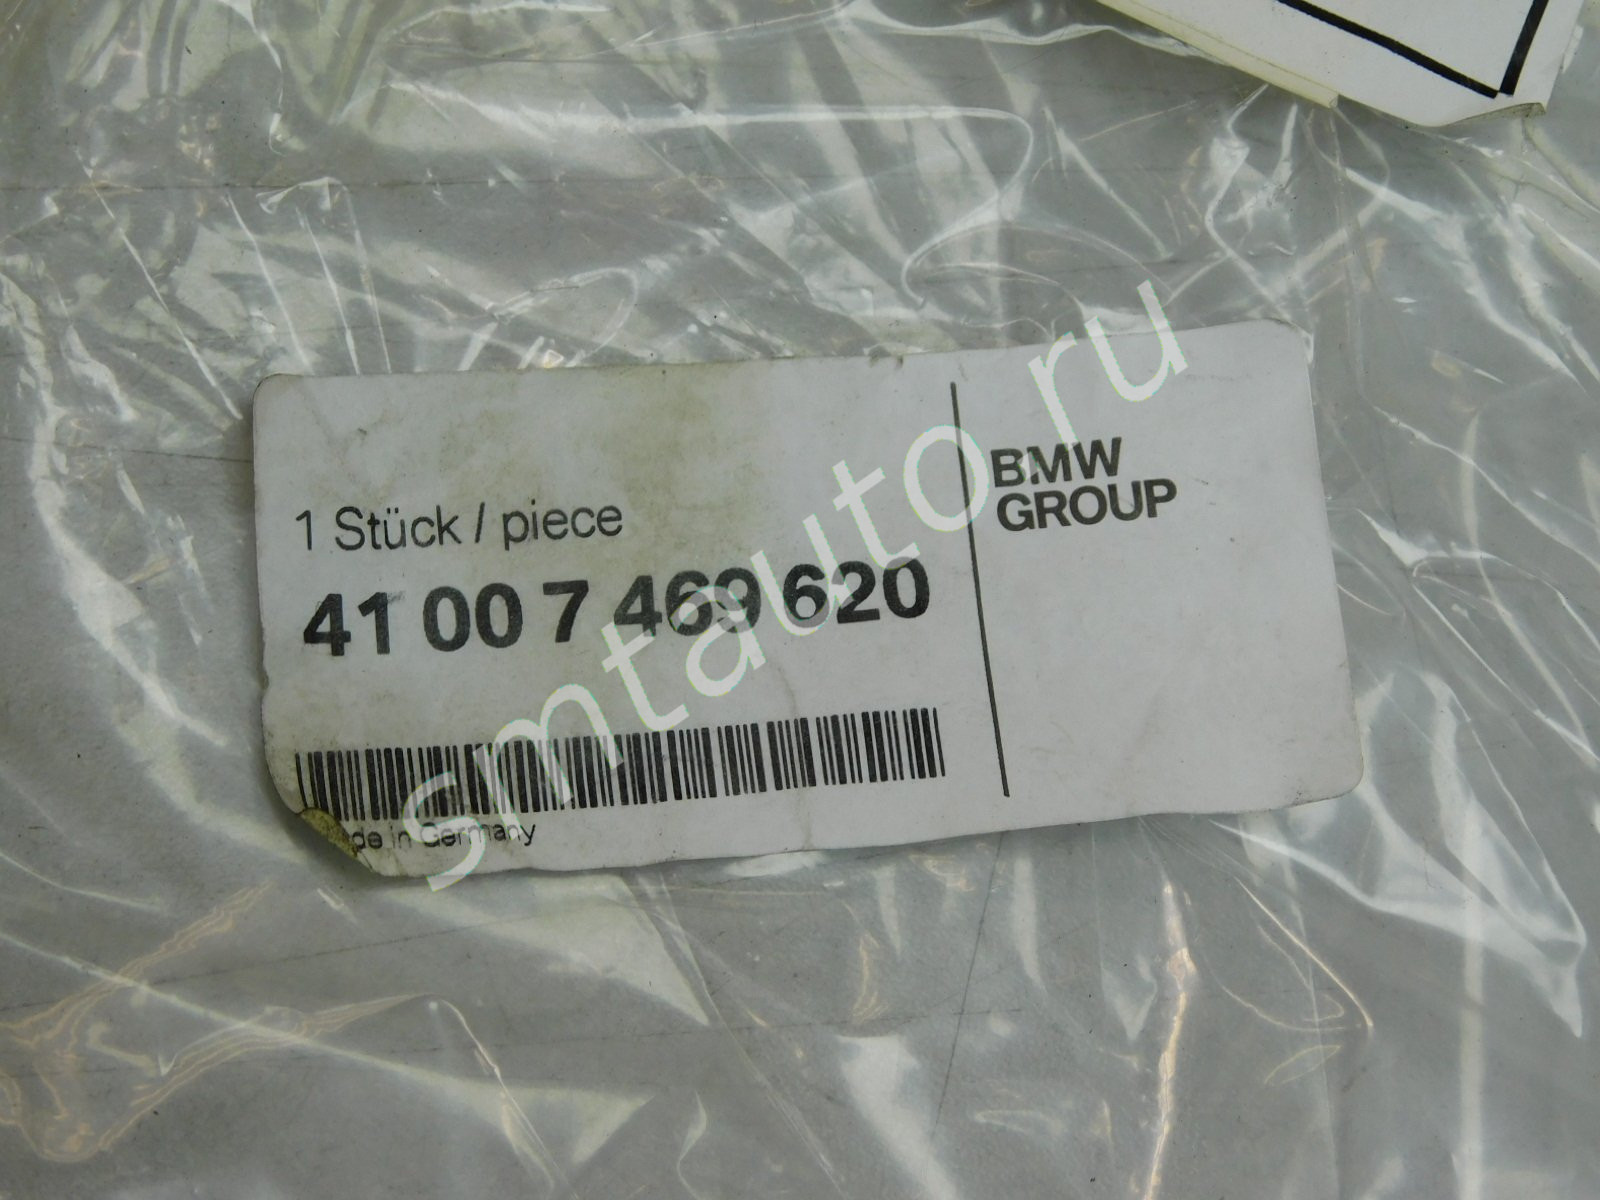 1 Stück / piece
41 00 7 469 620
de in Germany
BMW
GROUP
smtauto.ru